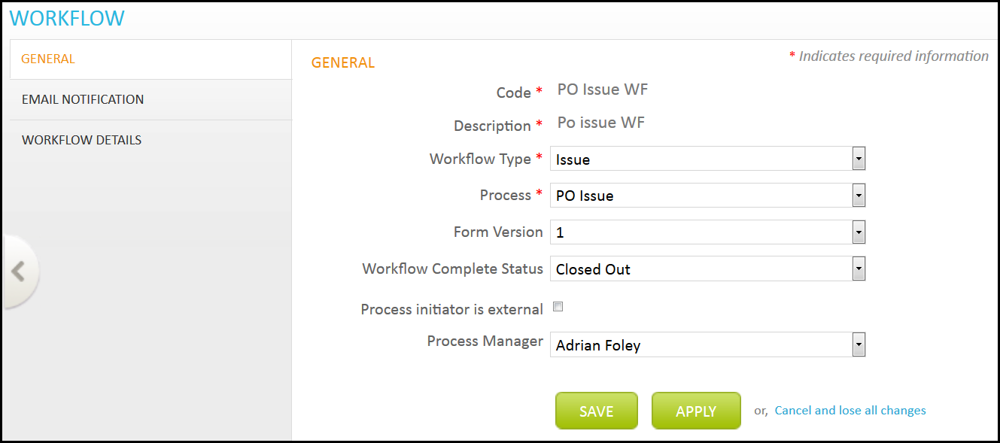 WORKFLOW
GENERAL
EMAIL NOTIFICATION
WORKFLOW DETAILS
GENERAL
* Indicates required information
Code * PO Issue WF
Description * Po issue WF
Workflow Type * Issue
Process * PO Issue
Form Version 1
Workflow Complete Status Closed Out
Process initiator is external
Process Manager Adrian Foley
SAVE APPLY or, Cancel and lose all changes